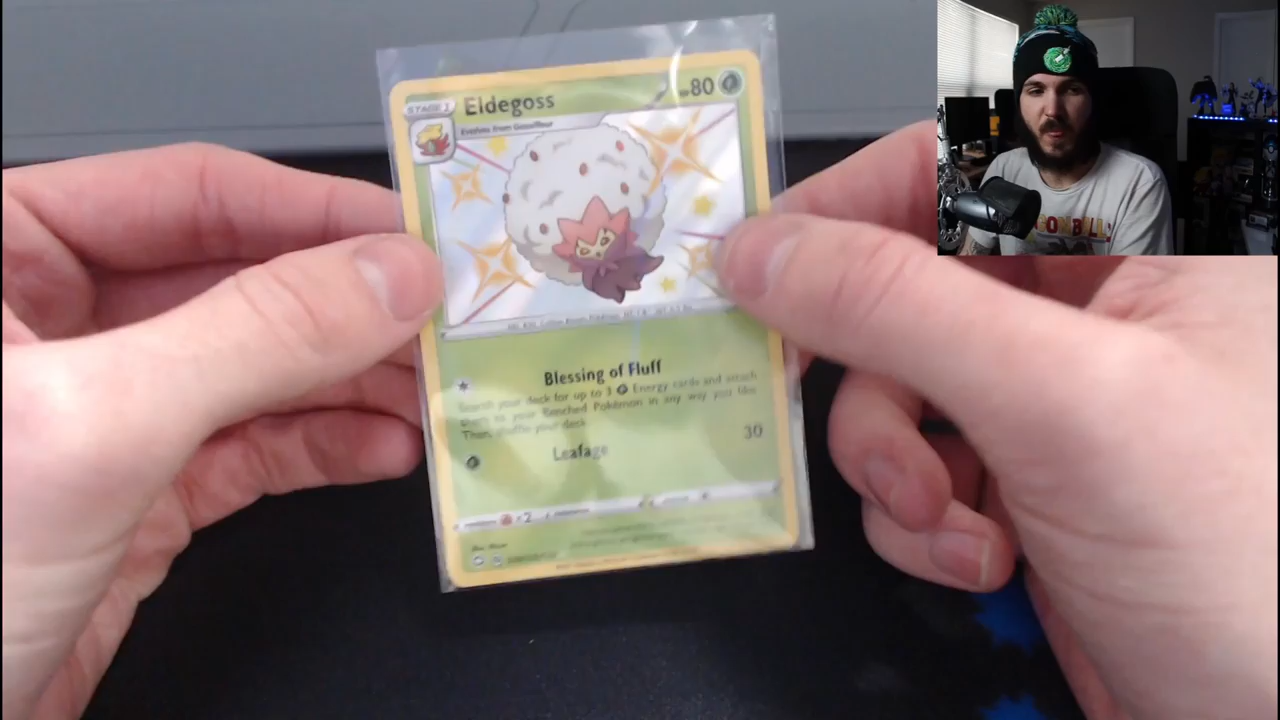 STAGE 1
Eldegoss
80
Evolves from Gossifleur
Blessing of Fluff
Search your deck for up to 3 Energy cards and attach
them to your Benched Pokémon in any way you like.
Then, shuffle your deck.
Leafage 30
×2
DRAGON BALL